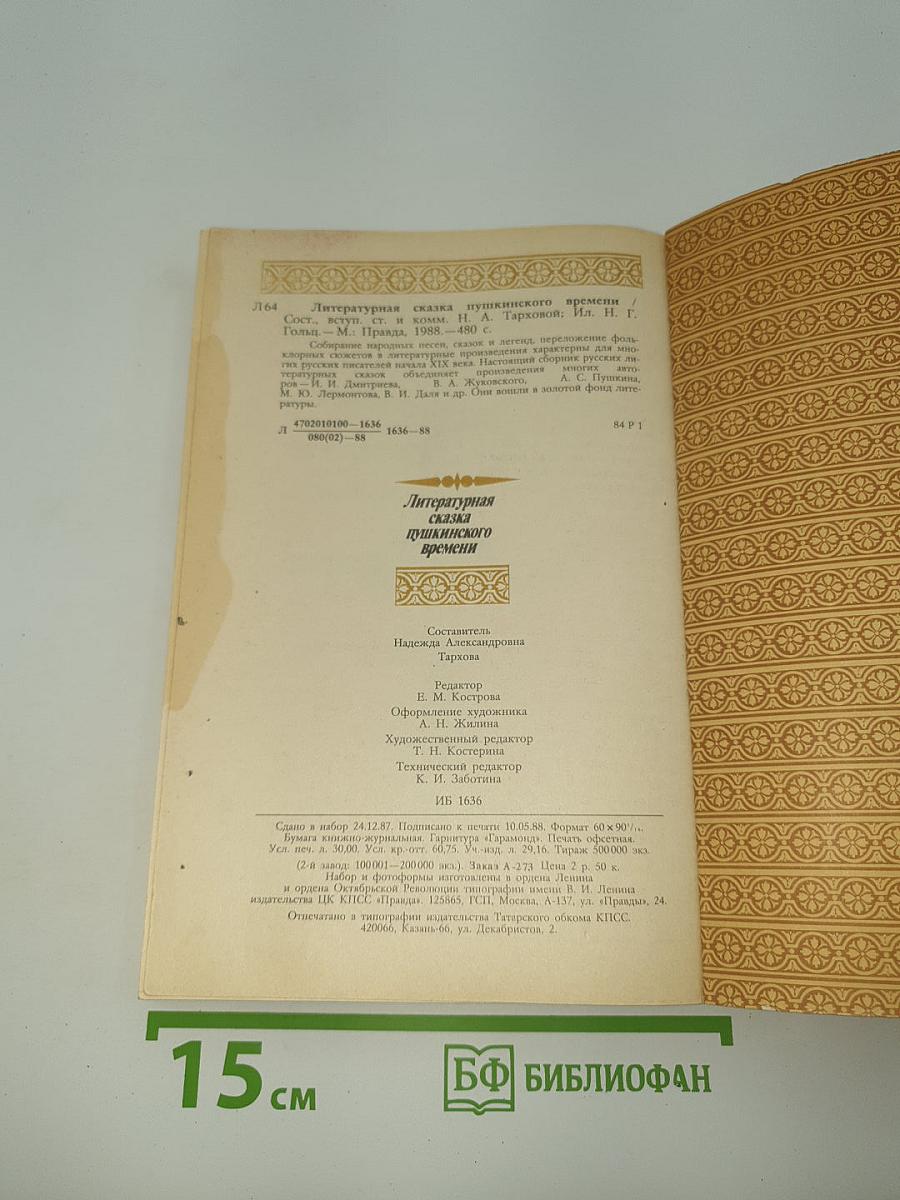 Л 64 Литературная сказка пушкинского времени /
Сост., вступ. ст. и комм. Н. А. Тарховой; Ил. Н. Г.
Гольц. — М.: Правда, 1988. — 480 с.
Собирание народных песен, сказок и легенд, переложение фоль-
клорных сюжетов в литературные произведения характерны для мно-
гих русских писателей начала XIX века. Настоящий сборник русских ли-
тературных сказок объединяет произведения многих авто-
ров — И. И. Дмитриева, В. А. Жуковского, А. С. Пушкина,
М. Ю. Лермонтова, В. И. Даля и др. Они вошли в золотой фонд лите-
ратуры.
Л 4702010100—1636 1636—88 84 Р 1
080(02)—88
Литературная
сказка
пушкинского
времени
Составитель
Надежда Александровна
Тархова
Редактор
Е. М. Кострова
Оформление художника
А. Н. Жилина
Художественный редактор
Т. Н. Костерина
Технический редактор
К. И. Заботина
ИБ 1636
Сдано в набор 24.12.87. Подписано к печати 10.05.88. Формат 60×90¹/₁₆.
Бумага книжно-журнальная. Гарнитура «Гарамонд». Печать офсетная.
Усл. печ. л. 30,00. Усл. кр.-отт. 60,75. Уч.-изд. л. 29,16. Тираж 500 000 экз.
(2-й завод: 100 001—200 000 экз.). Заказ А-273 Цена 2 р. 50 к.
Набор и фотоформы изготовлены в ордена Ленина
и ордена Октябрьской Революции типографии имени В. И. Ленина
издательства ЦК КПСС «Правда». 125865, ГСП, Москва, А-137, ул. «Правды», 24.
Отпечатано в типографии издательства Татарского обкома КПСС.
420066, Казань-66, ул. Декабристов, 2.
15 см
БФ БИБЛИОФАН